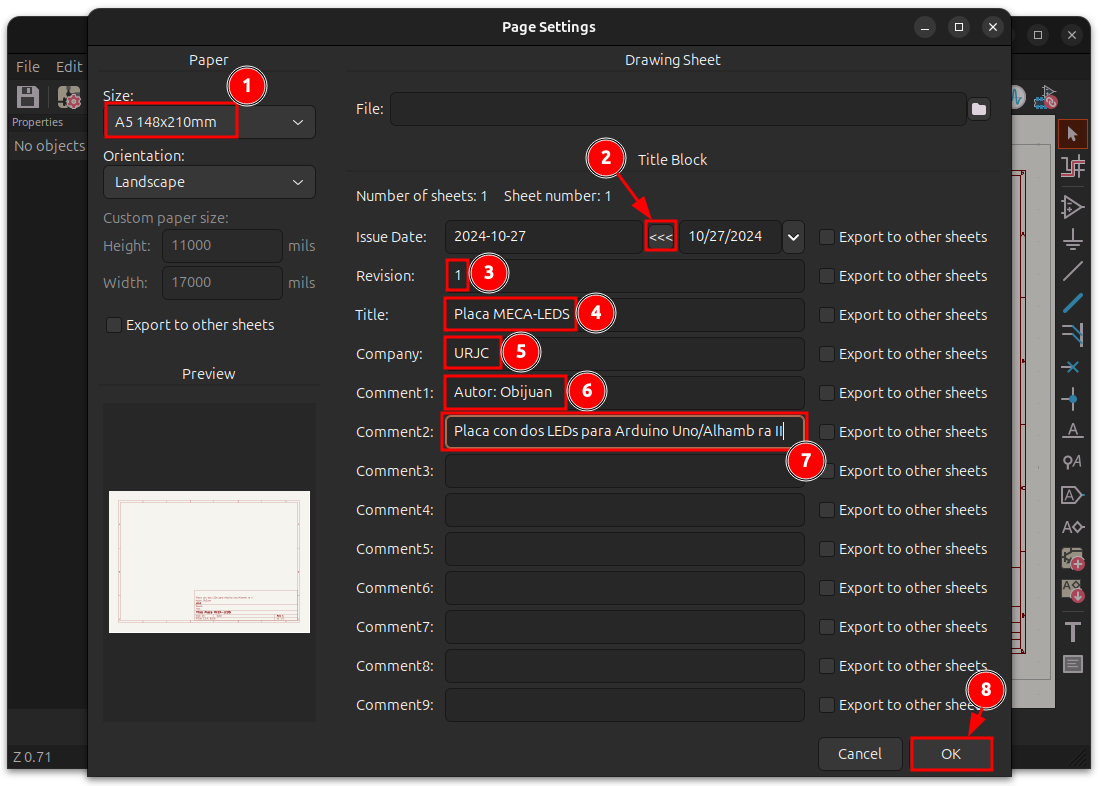 Page Settings
File Edit
Properties
No objects
Z 0.71
Paper
Size:
1
A5 148x210mm
Orientation:
Landscape
Custom paper size:
Height: 11000 mils
Width: 17000 mils
Export to other sheets
Preview
Drawing Sheet
File:
2
Title Block
Number of sheets: 1 Sheet number: 1
Issue Date: 2024-10-27 <<< 10/27/2024 Export to other sheets
Revision: 1 3 Export to other sheets
Title: Placa MECA-LEDS 4 Export to other sheets
Company: URJC 5 Export to other sheets
Comment1: Autor: Obijuan 6 Export to other sheets
Comment2: Placa con dos LEDs para Arduino Uno/Alhamb ra II Export to other sheets
7
Comment3: Export to other sheets
Comment4: Export to other sheets
Comment5: Export to other sheets
Comment6: Export to other sheets
Comment7: Export to other sheets
Comment8: Export to other sheets
8
Comment9: Export to other sheets
Cancel OK